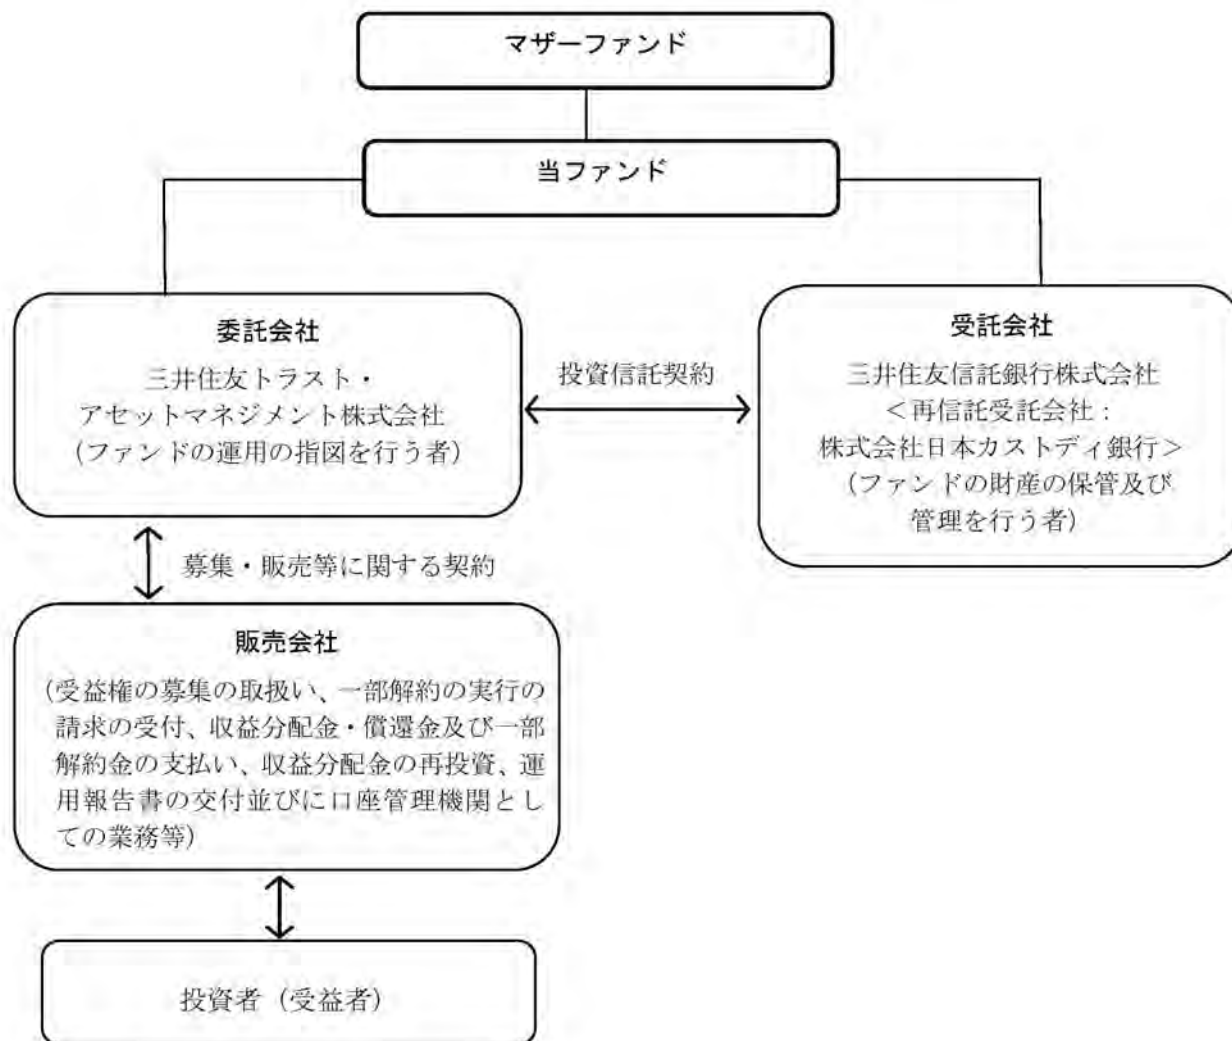 マザーファンド
当ファンド
委託会社
三井住友トラスト・
アセットマネジメント株式会社
（ファンドの運用の指図を行う者）
投資信託契約
受託会社
三井住友信託銀行株式会社
＜再信託受託会社：
株式会社日本カストディ銀行＞
（ファンドの財産の保管及び
管理を行う者）
募集・販売等に関する契約
販売会社
（受益権の募集の取扱い、一部解約の実行の
請求の受付、収益分配金・償還金及び一部
解約金の支払い、収益分配金の再投資、運
用報告書の交付並びに口座管理機関とし
ての業務等）
投資者（受益者）